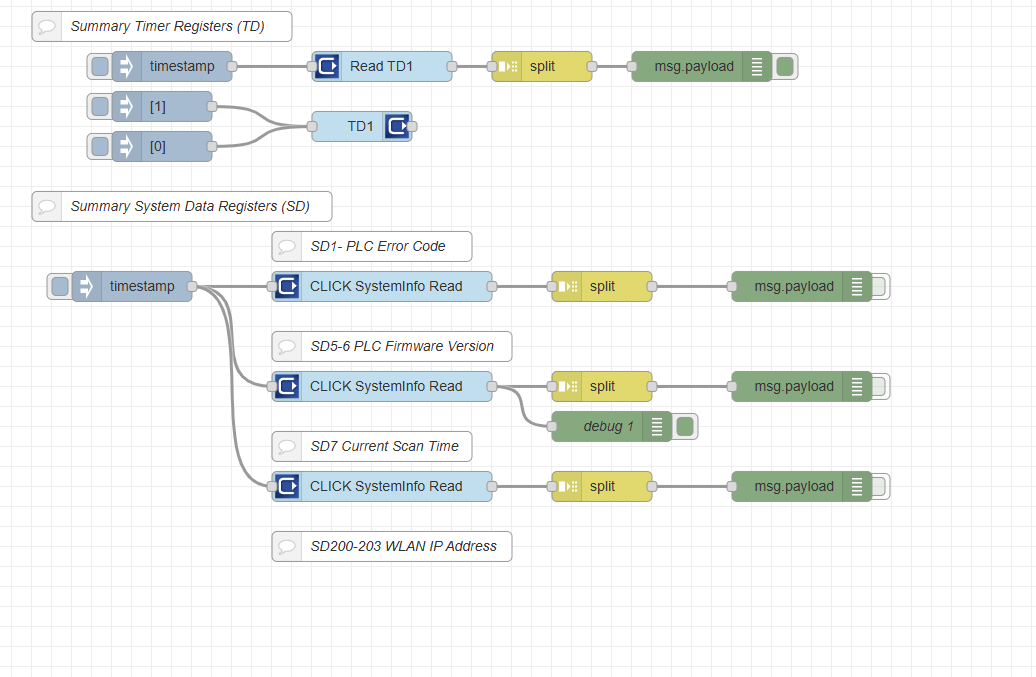 Summary Timer Registers (TD)
timestamp
Read TD1
split
msg.payload
[1]
TD1
[0]
Summary System Data Registers (SD)
SD1- PLC Error Code
timestamp
CLICK SystemInfo Read
split
msg.payload
SD5-6 PLC Firmware Version
CLICK SystemInfo Read
split
msg.payload
debug 1
SD7 Current Scan Time
CLICK SystemInfo Read
split
msg.payload
SD200-203 WLAN IP Address